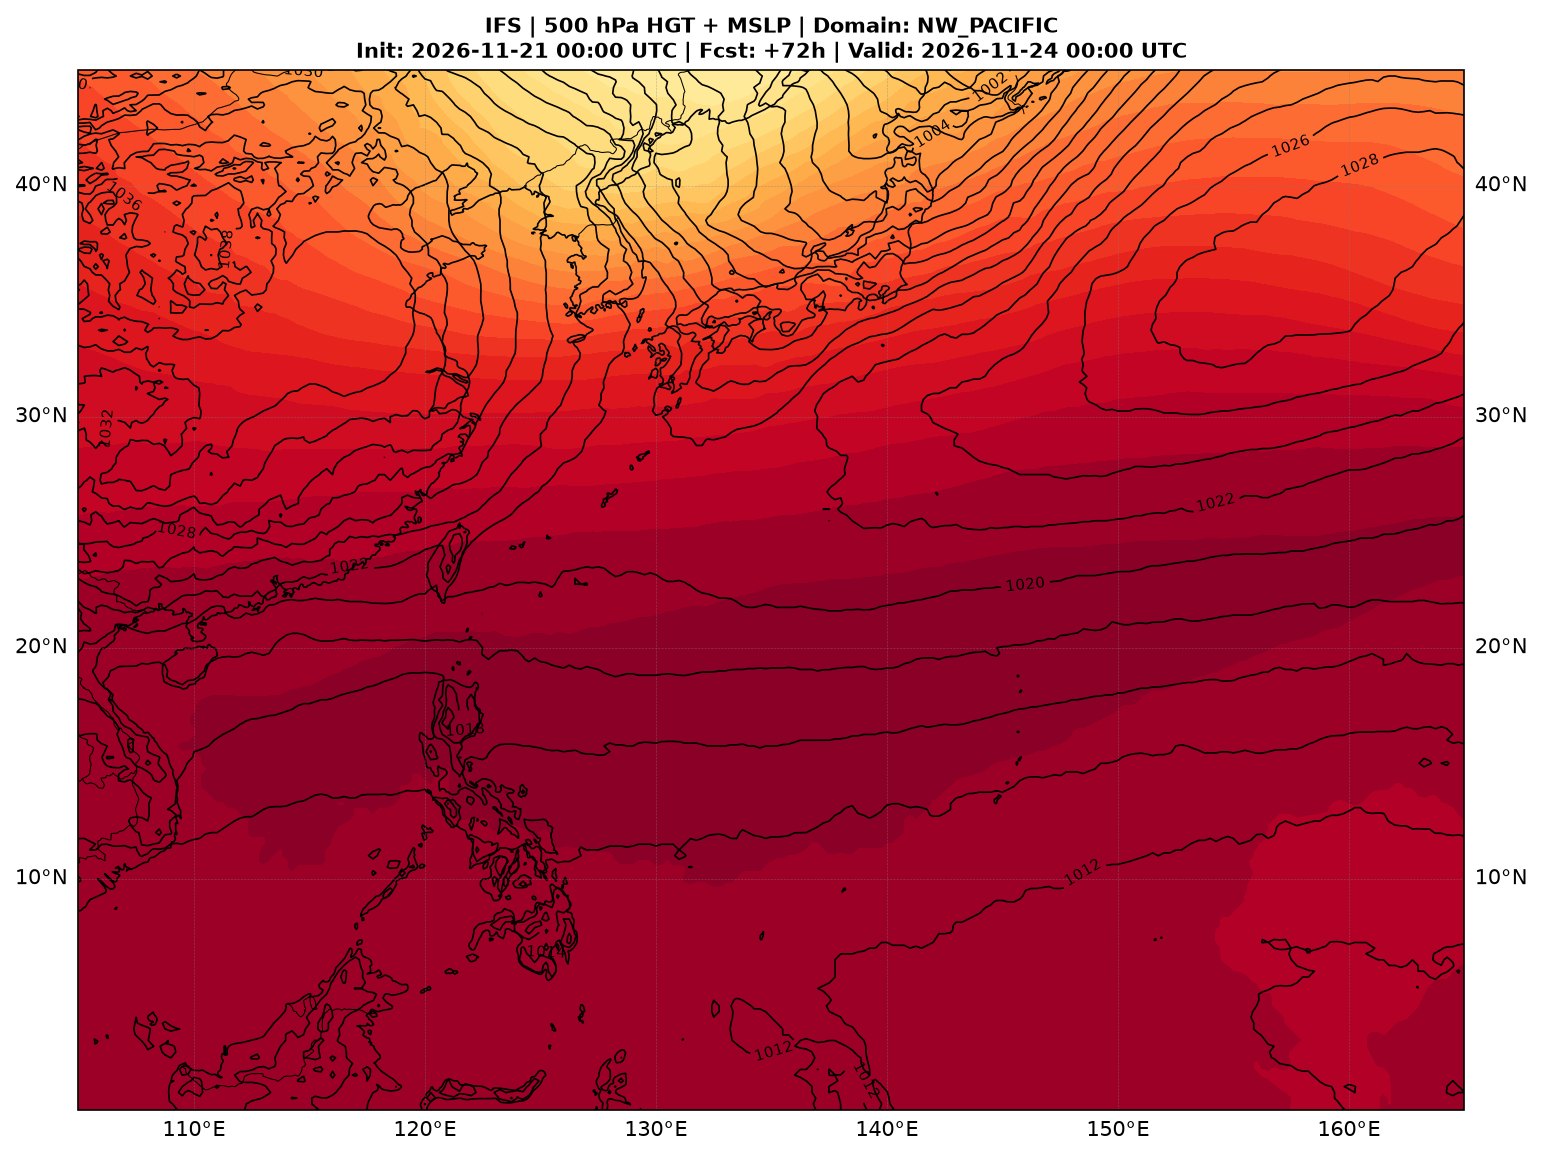 IFS | 500 hPa HGT + MSLP | Domain: NW_PACIFIC
Init: 2026-11-21 00:00 UTC | Fcst: +72h | Valid: 2026-11-24 00:00 UTC
1030
1002
1004
1026
1028
40°N
40°N
1036
1038
30°N
30°N
1032
1028
1022
1022
1020
20°N
20°N
1018
10°N
10°N
1012
1012
1012
110°E
120°E
130°E
140°E
150°E
160°E